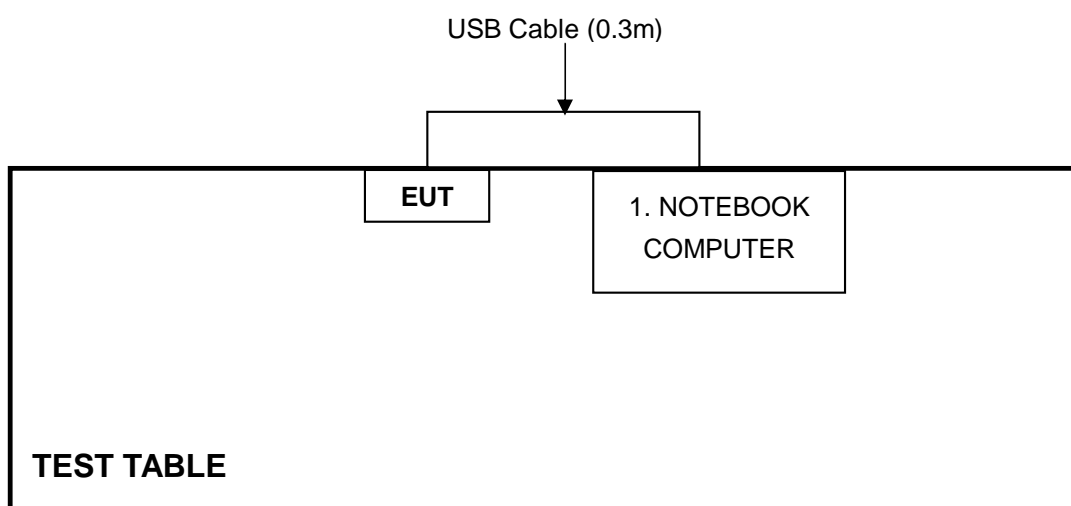 USB Cable (0.3m)
EUT
1. NOTEBOOK
COMPUTER
TEST TABLE